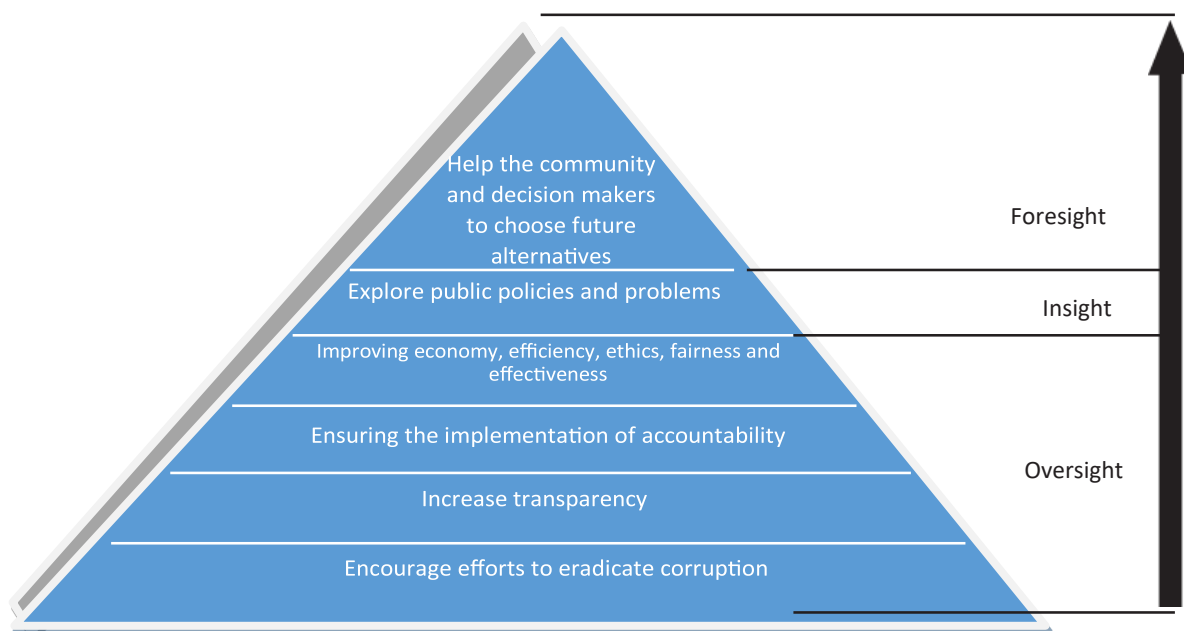 Help the community
and decision makers
to choose future
alternatives
Foresight
Explore public policies and problems
Insight
Improving economy, efficiency, ethics, fairness and
effectiveness
Ensuring the implementation of accountability
Oversight
Increase transparency
Encourage efforts to eradicate corruption